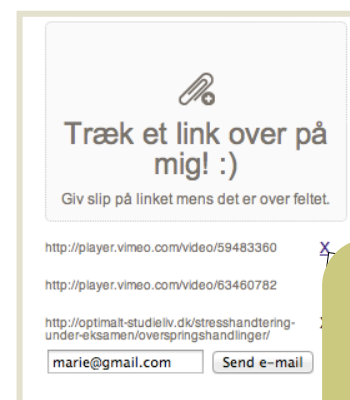 Træk et link over på
mig! :)
Giv slip på linket mens det er over feltet.
http://player.vimeo.com/video/59483360 X
http://player.vimeo.com/video/63460782
http://optimalt-studieliv.dk/stresshandtering-
under-eksamen/overspringshandlinger/
marie@gmail.com Send e-mail